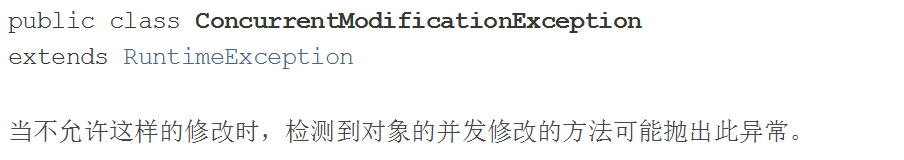 public class ConcurrentModificationException
extends RuntimeException
当不允许这样的修改时，检测到对象的并发修改的方法可能抛出此异常。